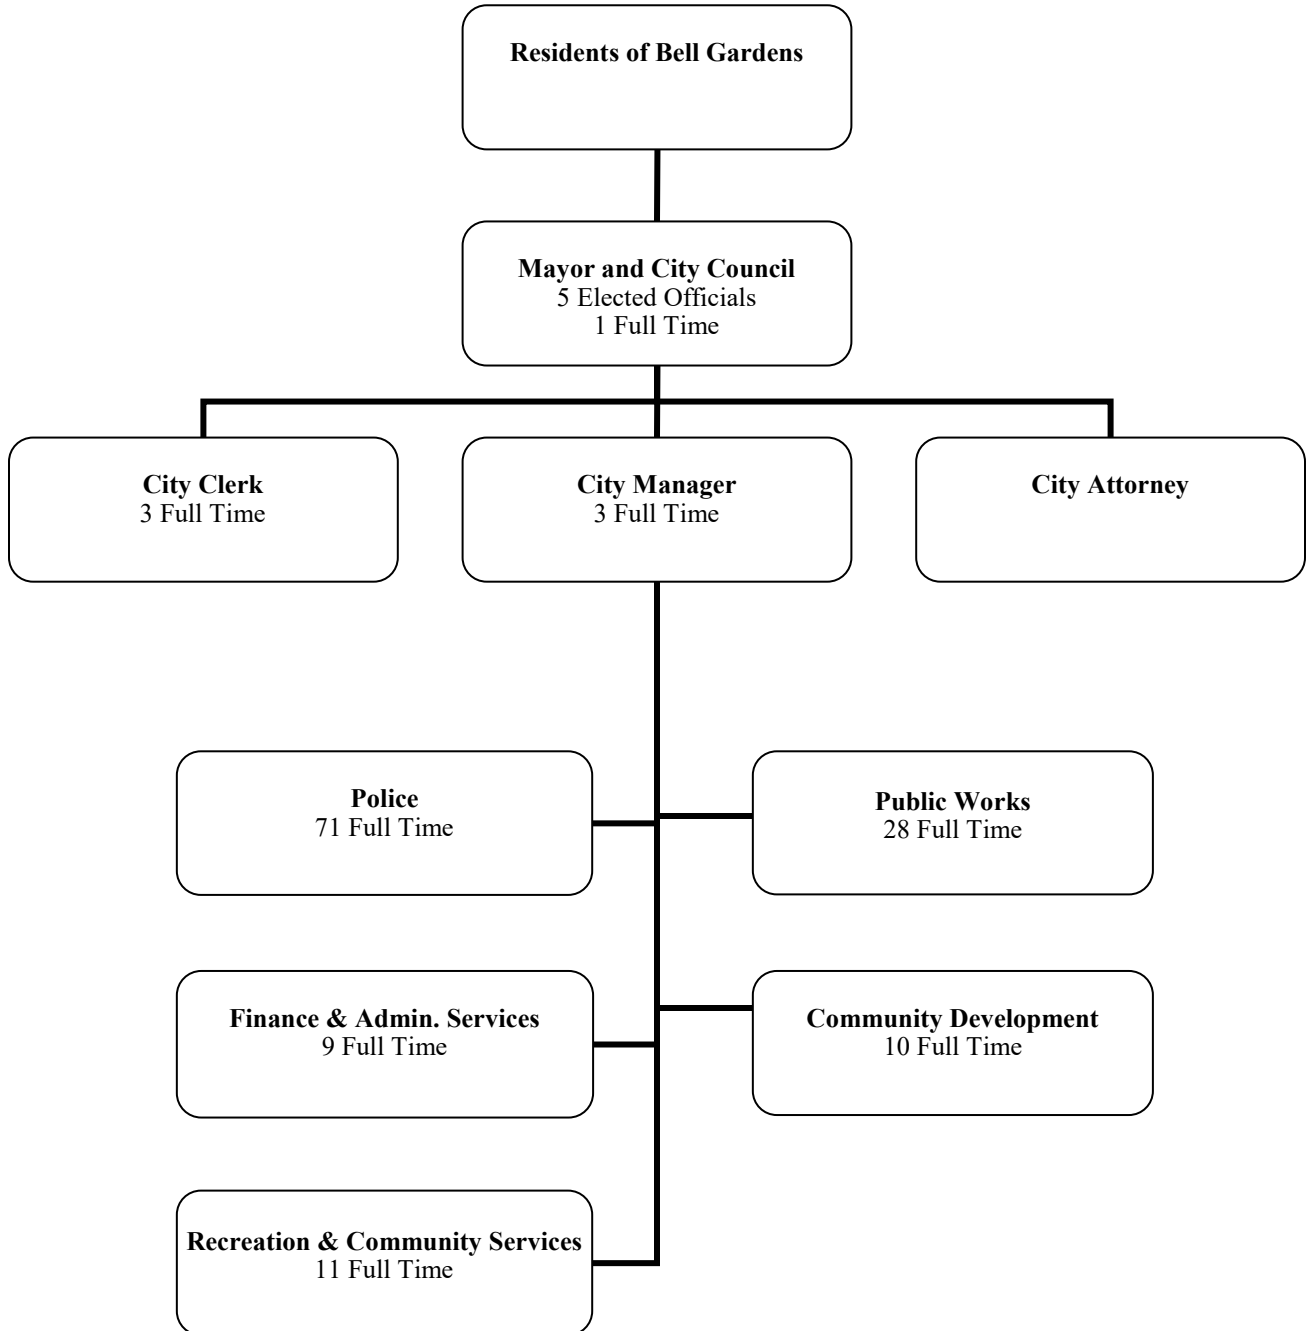 Residents of Bell Gardens
Mayor and City Council
5 Elected Officials
1 Full Time
City Clerk
3 Full Time
City Manager
3 Full Time
City Attorney
Police
71 Full Time
Public Works
28 Full Time
Finance & Admin. Services
9 Full Time
Community Development
10 Full Time
Recreation & Community Services
11 Full Time